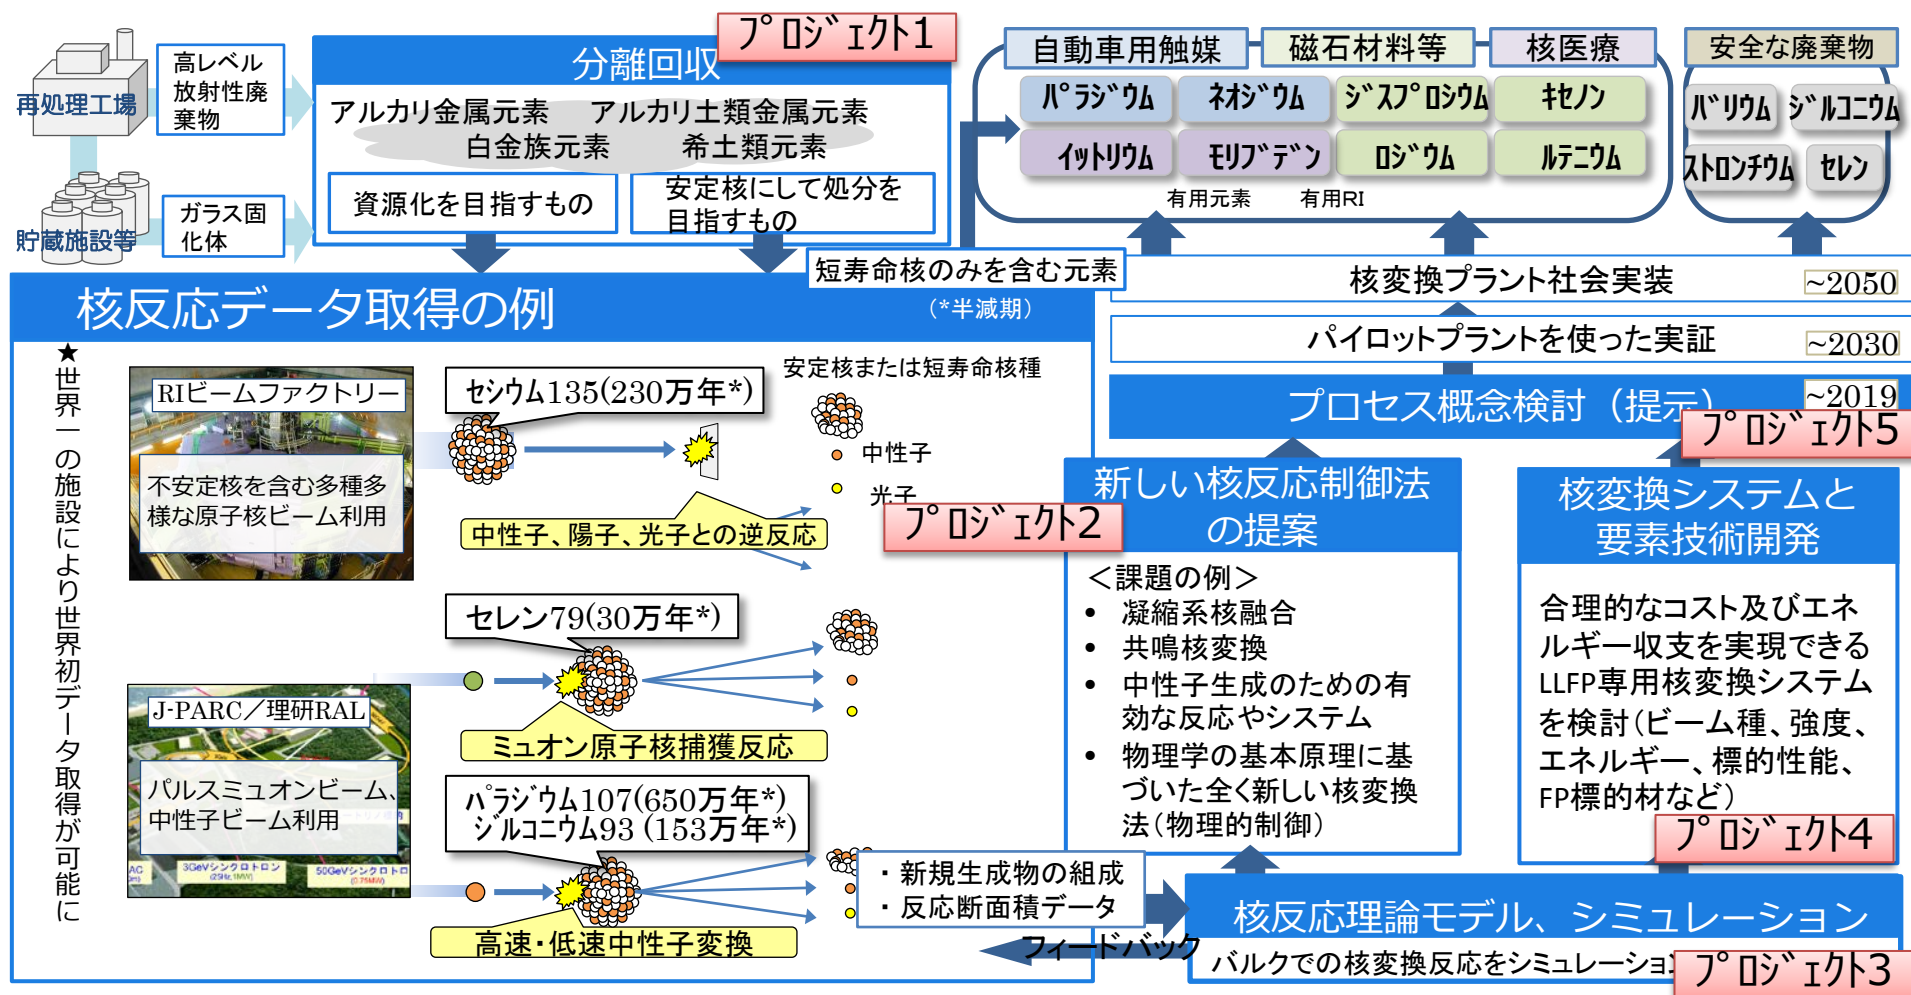 プロジェクト1
分離回収
再処理工場
高レベル
放射性廃
棄物
アルカリ金属元素
アルカリ土類金属元素
白金族元素
希土類元素
貯蔵施設等
ガラス固
化体
資源化を目指すもの
安定核にして処分を
目指すもの
自動車用触媒
磁石材料等
核医療
安全な廃棄物
パラジウム
ネオジウム
ジスプロシウム
キセノン
イットリウム
モリブデン
ロジウム
ルテニウム
有用元素
有用RI
バリウム
ジルコニウム
ストロンチウム
セレン
短寿命核のみを含む元素
核反応データ取得の例
(*半減期)
★世界一の施設により世界初データ取得が可能に
RIビームファクトリー
不安定核を含む多種多
様な原子核ビーム利用
セシウム135(230万年*)
安定核または短寿命核種
中性子
光子
中性子、陽子、光子との逆反応
プロジェクト2
セレン79(30万年*)
ミュオン原子核捕獲反応
J-PARC／理研RAL
パルスミュオンビーム、
中性子ビーム利用
3GeVシンクロトロン
(25Hz,1MW)
50GeVシンクロトロ
(0.75MW)
パラジウム107(650万年*)
ジルコニウム93 (153万年*)
高速・低速中性子変換
・新規生成物の組成
・反応断面積データ
フィードバック
核変換プラント社会実装
~2050
パイロットプラントを使った実証
~2030
プロセス概念検討（提示）
~2019
プロジェクト5
新しい核反応制御法
の提案
＜課題の例＞
• 凝縮系核融合
• 共鳴核変換
• 中性子生成のための有
効な反応やシステム
• 物理学の基本原理に基
づいた全く新しい核変換
法（物理的制御）
核変換システムと
要素技術開発
合理的なコスト及びエネ
ルギー収支を実現できる
LLFP専用核変換システム
を検討（ビーム種、強度、
エネルギー、標的性能、
FP標的材など）
プロジェクト4
核反応理論モデル、シミュレーション
バルクでの核変換反応をシミュレーション
プロジェクト3